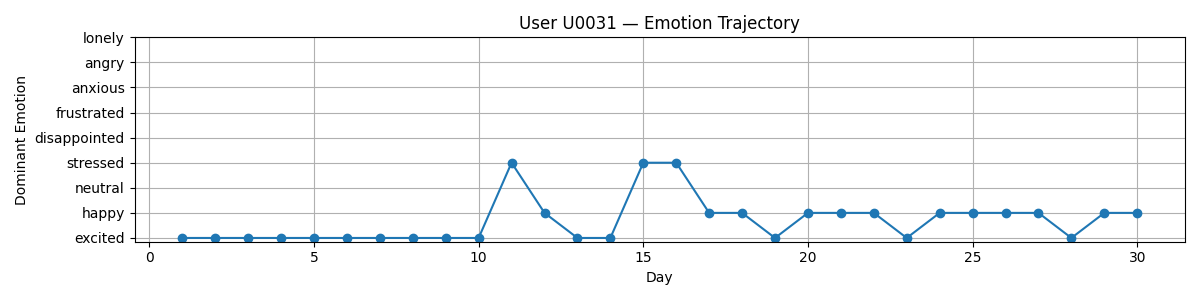 User U0031 — Emotion Trajectory
Dominant Emotion
lonely
angry
anxious
frustrated
disappointed
stressed
neutral
happy
excited
0 5 10 15 20 25 30
Day